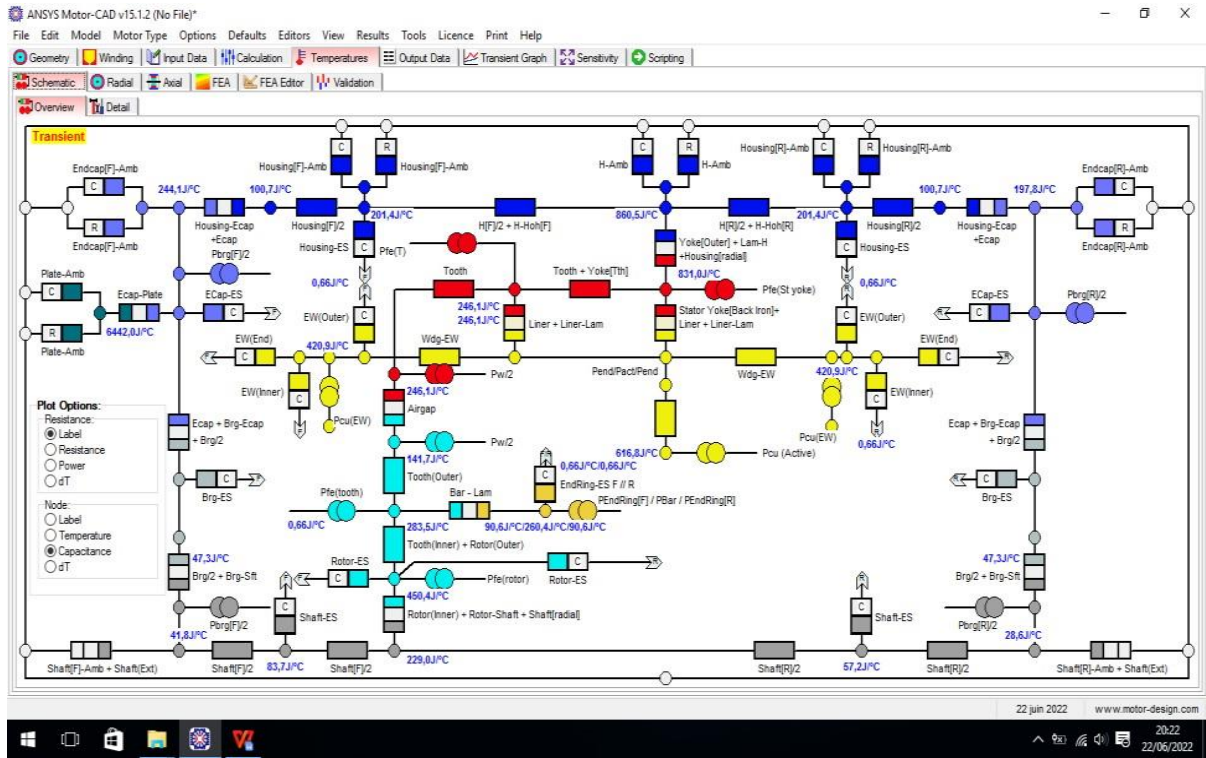 ANSYS Motor-CAD v15.1.2 (No File)*
File Edit Model Motor Type Options Defaults Editors View Results Tools Licence Print Help
Geometry Winding Input Data Calculation Temperatures Output Data Transient Graph Sensitivity Scripting
Schematic Radial Axial FEA FEA Editor Validation
Overview Detail
Transient
Endcap[F]-Amb
C
R
Endcap[F]-Amb
244,1J/°C
100,7J/°C
Housing[F]-Amb
C
R
Housing[F]-Amb
H-Amb
C
R
H-Amb
Housing[R]-Amb
C
R
Housing[R]-Amb
100,7J/°C
197,8J/°C
Endcap[R]-Amb
C
R
Endcap[R]-Amb
Housing-Ecap
+Ecap
Housing[F]/2
201,4J/°C
H[F]/2 + H-Hoh[F]
860,5J/°C
H[R]/2 + H-Hoh[R]
201,4J/°C
Housing[R]/2
Housing-Ecap
+Ecap
Pbrg[F]/2
Housing-ES
C
Pfe(T)
Yoke[Outer] + Lam-H
+Housing[radial]
831,0J/°C
Housing-ES
C
Plate-Amb
C
R
Plate-Amb
Ecap-Plate
6442,0J/°C
ECap-ES
C
F
0,66J/°C
F
F
Tooth
Tooth + Yoke[Tth]
Pfe(St yoke)
0,66J/°C
R
R
ECap-ES
C
R
Pbrg[R]/2
246,1J/°C
246,1J/°C
Liner + Liner-Lam
Stator Yoke[Back Iron]+
Liner + Liner-Lam
EW(Outer)
C
EW(Outer)
C
EW(End)
C
F
420,9J/°C
Wdg-EW
Pend/Pact/Pend
Wdg-EW
420,9J/°C
EW(End)
C
R
EW(Inner)
C
F
Pcu(EW)
Pw/2
246,1J/°C
Airgap
EW(Inner)
C
R
0,66J/°C
Pcu(EW)
Plot Options:
Resistance:
Label
Resistance
Power
dT
Node:
Label
Temperature
Capacitance
dT
Ecap + Brg-Ecap
+ Brg/2
Pw/2
141,7J/°C
616,8J/°C
Pcu (Active)
Ecap + Brg-Ecap
+ Brg/2
Brg-ES
C
F
Tooth(Outer)
0,66J/°C/0,66J/°C
C
EndRing-ES F // R
Brg-ES
C
R
Pfe(tooth)
0,66J/°C
Bar - Lam
PEndRing[F] / PBar / PEndRing[R]
283,5J/°C
90,6J/°C/260,4J/°C/90,6J/°C
Tooth(Inner) + Rotor(Outer)
47,3J/°C
Brg/2 + Brg-Sft
Rotor-ES
C
F
Pfe(rotor)
Rotor-ES
C
R
47,3J/°C
Brg/2 + Brg-Sft
450,4J/°C
Rotor(Inner) + Rotor-Shaft + Shaft[radial]
Pbrg[F]/2
F
C
Shaft-ES
R
C
Shaft-ES
Pbrg[R]/2
41,8J/°C
28,6J/°C
Shaft[F]-Amb + Shaft(Ext)
Shaft[F]/2
83,7J/°C
Shaft[F]/2
229,0J/°C
Shaft[R]/2
57,2J/°C
Shaft[R]/2
Shaft[R]-Amb + Shaft(Ext)
22 juin 2022
www.motor-design.com
20:22
22/06/2022